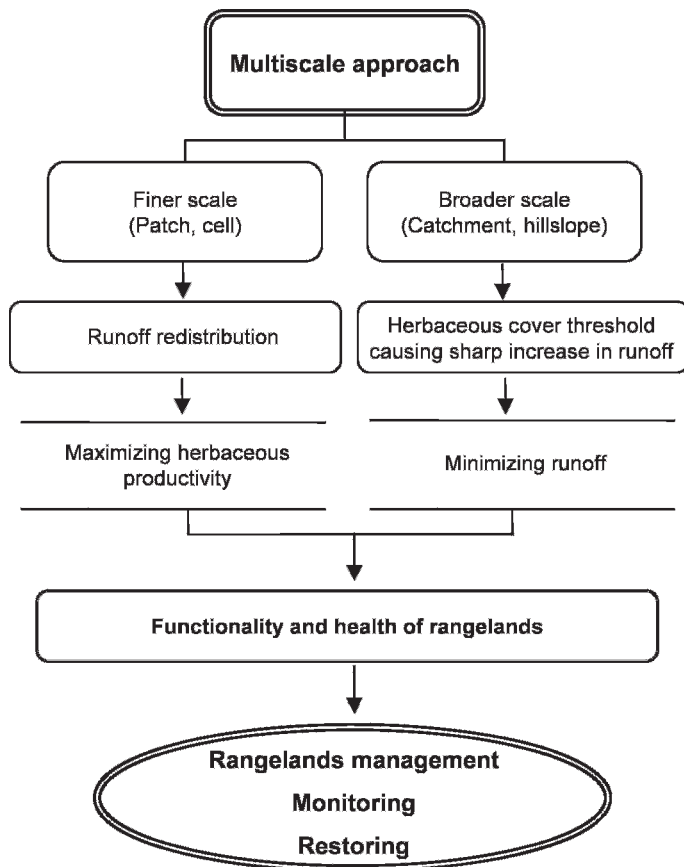 Multiscale approach
Finer scale
(Patch, cell)
Broader scale
(Catchment, hillslope)
Runoff redistribution
Herbaceous cover threshold
causing sharp increase in runoff
Maximizing herbaceous
productivity
Minimizing runoff
Functionality and health of rangelands
Rangelands management
Monitoring
Restoring